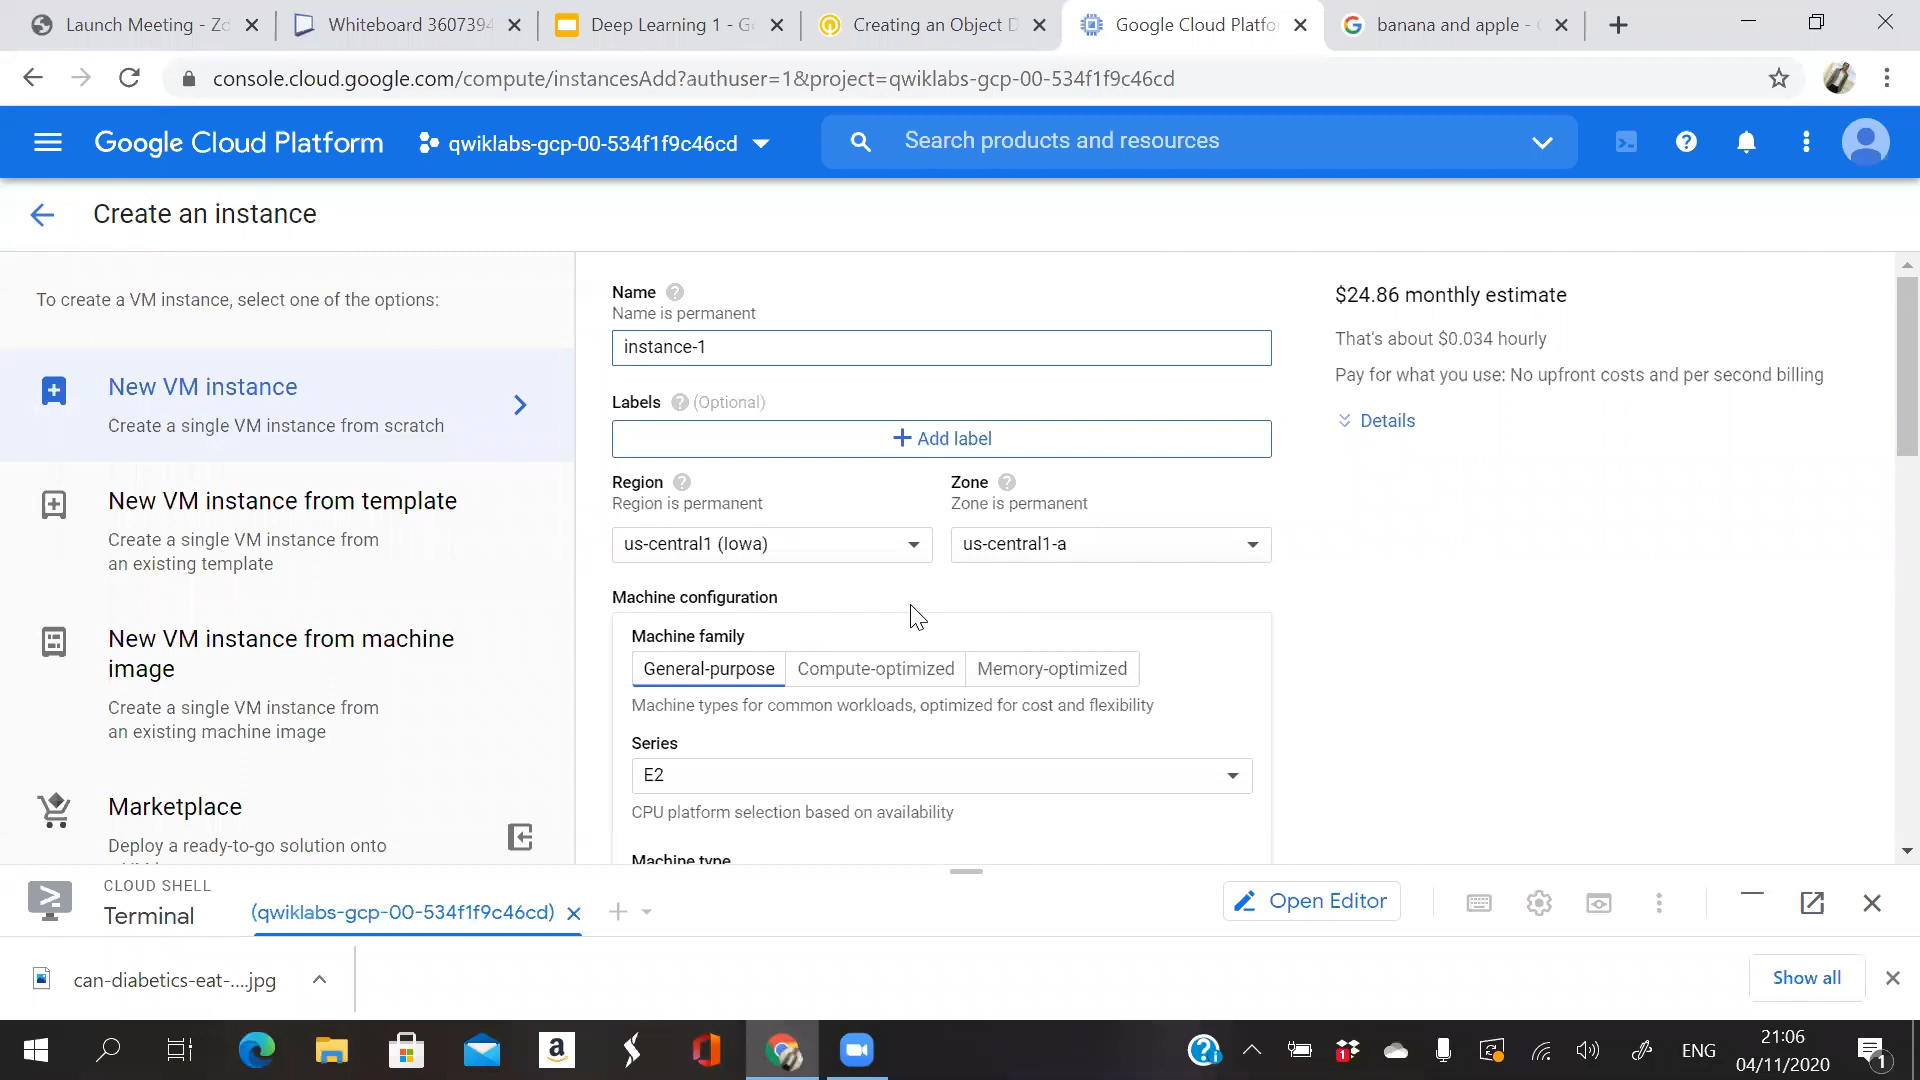 Launch Meeting - Zo
Whiteboard 3607394
Deep Learning 1 - Go
Creating an Object D
Google Cloud Platfo
banana and apple - G
console.cloud.google.com/compute/instancesAdd?authuser=1&project=qwiklabs-gcp-00-534f1f9c46cd
Google Cloud Platform
qwiklabs-gcp-00-534f1f9c46cd
Search products and resources
Create an instance
To create a VM instance, select one of the options:
New VM instance
Create a single VM instance from scratch
New VM instance from template
Create a single VM instance from
an existing template
New VM instance from machine
image
Create a single VM instance from
an existing machine image
Marketplace
Deploy a ready-to-go solution onto
Name
Name is permanent
instance-1
Labels (Optional)
Add label
Region
Region is permanent
us-central1 (Iowa)
Zone
Zone is permanent
us-central1-a
Machine configuration
Machine family
General-purpose
Compute-optimized
Memory-optimized
Machine types for common workloads, optimized for cost and flexibility
Series
E2
CPU platform selection based on availability
Machine type
$24.86 monthly estimate
That's about $0.034 hourly
Pay for what you use: No upfront costs and per second billing
Details
CLOUD SHELL
Terminal
(qwiklabs-gcp-00-534f1f9c46cd)
Open Editor
can-diabetics-eat-....jpg
Show all
ENG
21:06
04/11/2020
1
1